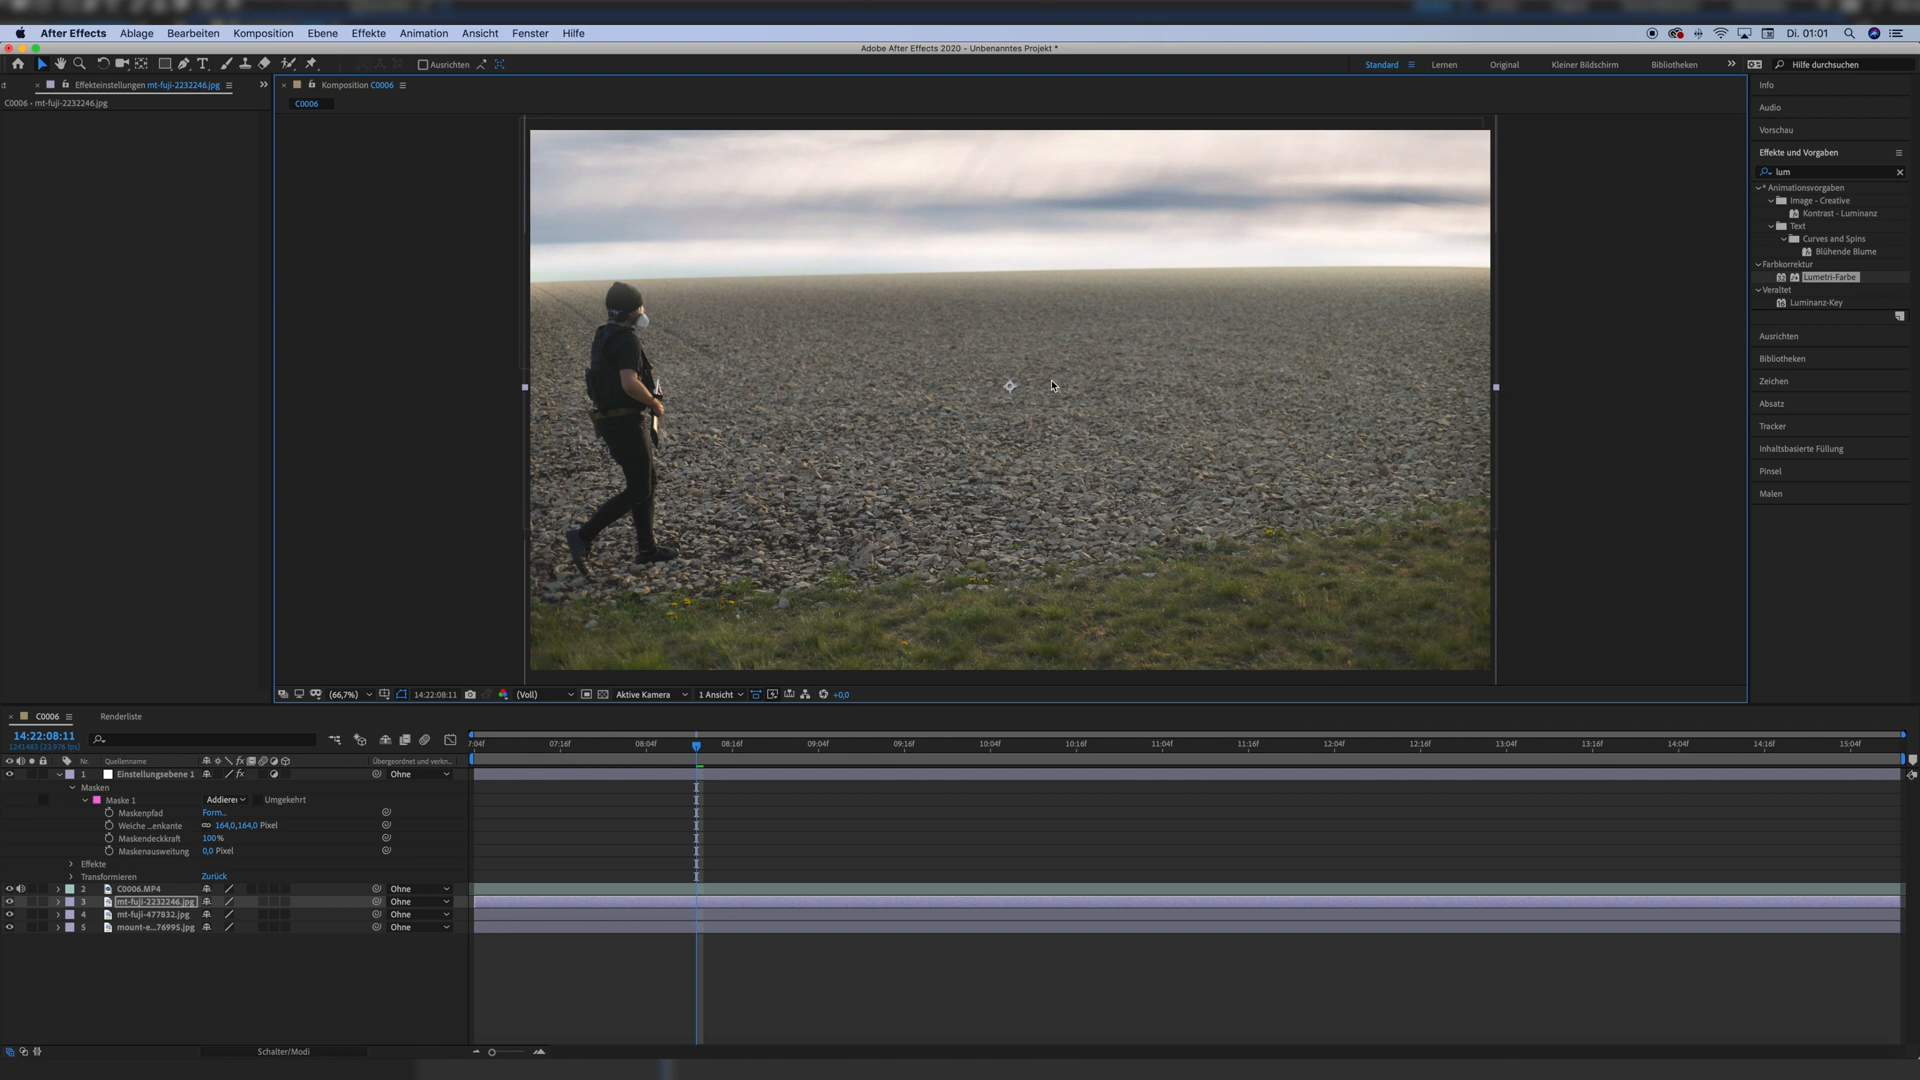 After Effects Ablage Bearbeiten Komposition Ebene Effekte Animation Ansicht Fenster Hilfe Di. 01:01
Adobe After Effects 2020 - Unbenanntes Projekt *
Ausrichten Standard Lernen Original Kleiner Bildschirm Bibliotheken Hilfe durchsuchen
Effekteinstellungen mt-fuji-2232246.jpg
C0006 • mt-fuji-2232246.jpg
Komposition C0006
C0006
Info
Audio
Vorschau
Effekte und Vorgaben
lum
* Animationsvorgaben
Image - Creative
Kontrast - Luminanz
Text
Curves and Spins
Blühende Blume
Farbkorrektur
Lumetri-Farbe
Veraltet
Luminanz-Key
Ausrichten
Bibliotheken
Zeichen
Absatz
Tracker
Inhaltsbasierte Füllung
Pinsel
Malen
(66,7%) 14:22:08:11 (Voll) Aktive Kamera 1 Ansicht +0,0
C0006 Renderliste
14:22:08:11
1241483 (23.976 fps)
7:04f 07:16f 08:04f 08:16f 09:04f 09:16f 10:04f 10:16f 11:04f 11:16f 12:04f 12:16f 13:04f 13:16f 14:04f 14:16f 15:04f
Nr. Quellenname Übergeordnet und verkn...
1 Einstellungsebene 1 Ohne
Masken
Maske 1 Addieren Umgekehrt
Maskenpfad Form...
Weiche ...enkante 164,0,164,0 Pixel
Maskendeckkraft 100%
Maskenausweitung 0,0 Pixel
Effekte
Transformieren Zurück
2 C0006.MP4 Ohne
3 mt-fuji-2232246.jpg Ohne
4 mt-fuji-477832.jpg Ohne
5 mount-e...76995.jpg Ohne
Schalter/Modi